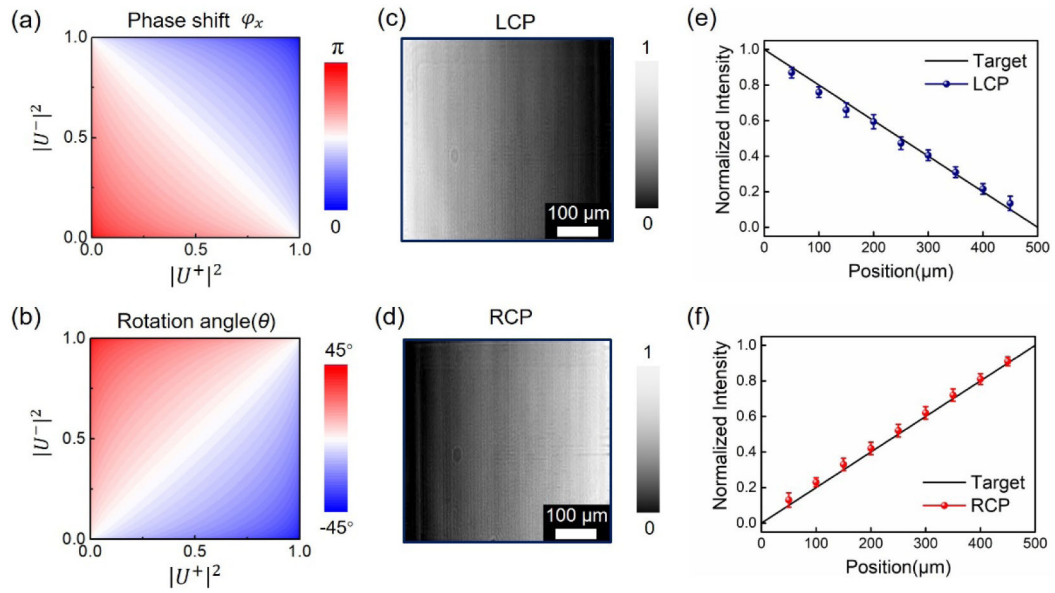 (a)
Phase shift φₓ
1.0
0.5
0.0
0.0
0.5
1.0
|U⁻|²
|U⁺|²
π
0
(c)
LCP
100 μm
1
0
(e)
Normalized Intensity
1.0
0.8
0.6
0.4
0.2
0.0
Target
LCP
0
100
200
300
400
500
Position(μm)
(b)
Rotation angle(θ)
1.0
0.5
0.0
0.0
0.5
1.0
|U⁻|²
|U⁺|²
45°
-45°
(d)
RCP
100 μm
1
0
(f)
Normalized Intensity
1.0
0.8
0.6
0.4
0.2
0.0
Target
RCP
0
100
200
300
400
500
Position(μm)